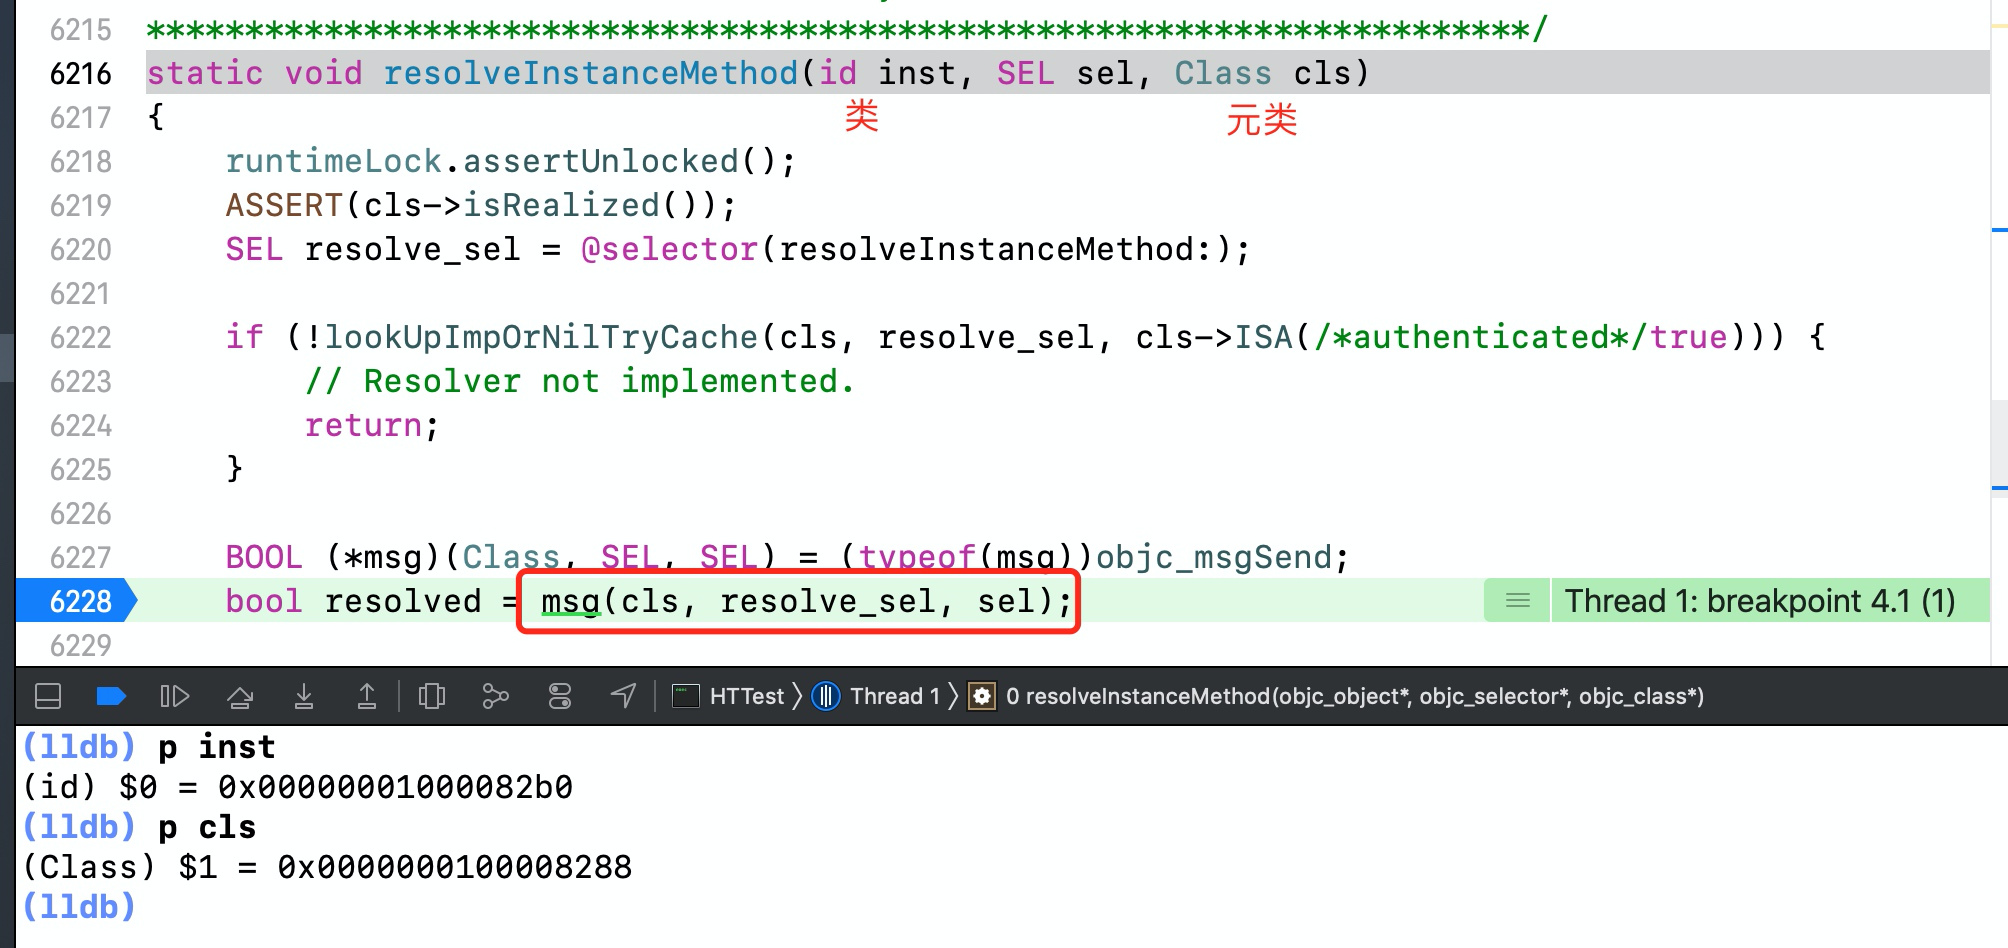 6215 **********************************************************************/
6216 static void resolveInstanceMethod(id inst, SEL sel, Class cls)
类 元类
6217 {
6218 runtimeLock.assertUnlocked();
6219 ASSERT(cls->isRealized());
6220 SEL resolve_sel = @selector(resolveInstanceMethod:);
6221
6222 if (!lookUpImpOrNilTryCache(cls, resolve_sel, cls->ISA(/*authenticated*/true))) {
6223 // Resolver not implemented.
6224 return;
6225 }
6226
6227 BOOL (*msg)(Class, SEL, SEL) = (typeof(msg))objc_msgSend;
6228 bool resolved = msg(cls, resolve_sel, sel); Thread 1: breakpoint 4.1 (1)
6229
HTTest 〉 Thread 1 〉 0 resolveInstanceMethod(objc_object*, objc_selector*, objc_class*)
(lldb) p inst
(id) $0 = 0x00000001000082b0
(lldb) p cls
(Class) $1 = 0x0000000100008288
(lldb)